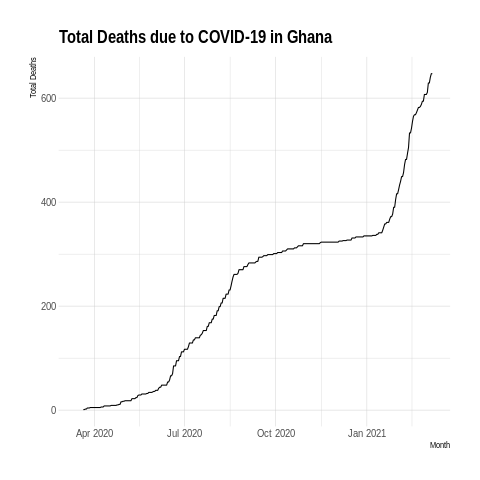 Total Deaths due to COVID-19 in Ghana
Total Deaths
600
400
200
0
Apr 2020 Jul 2020 Oct 2020 Jan 2021
Month